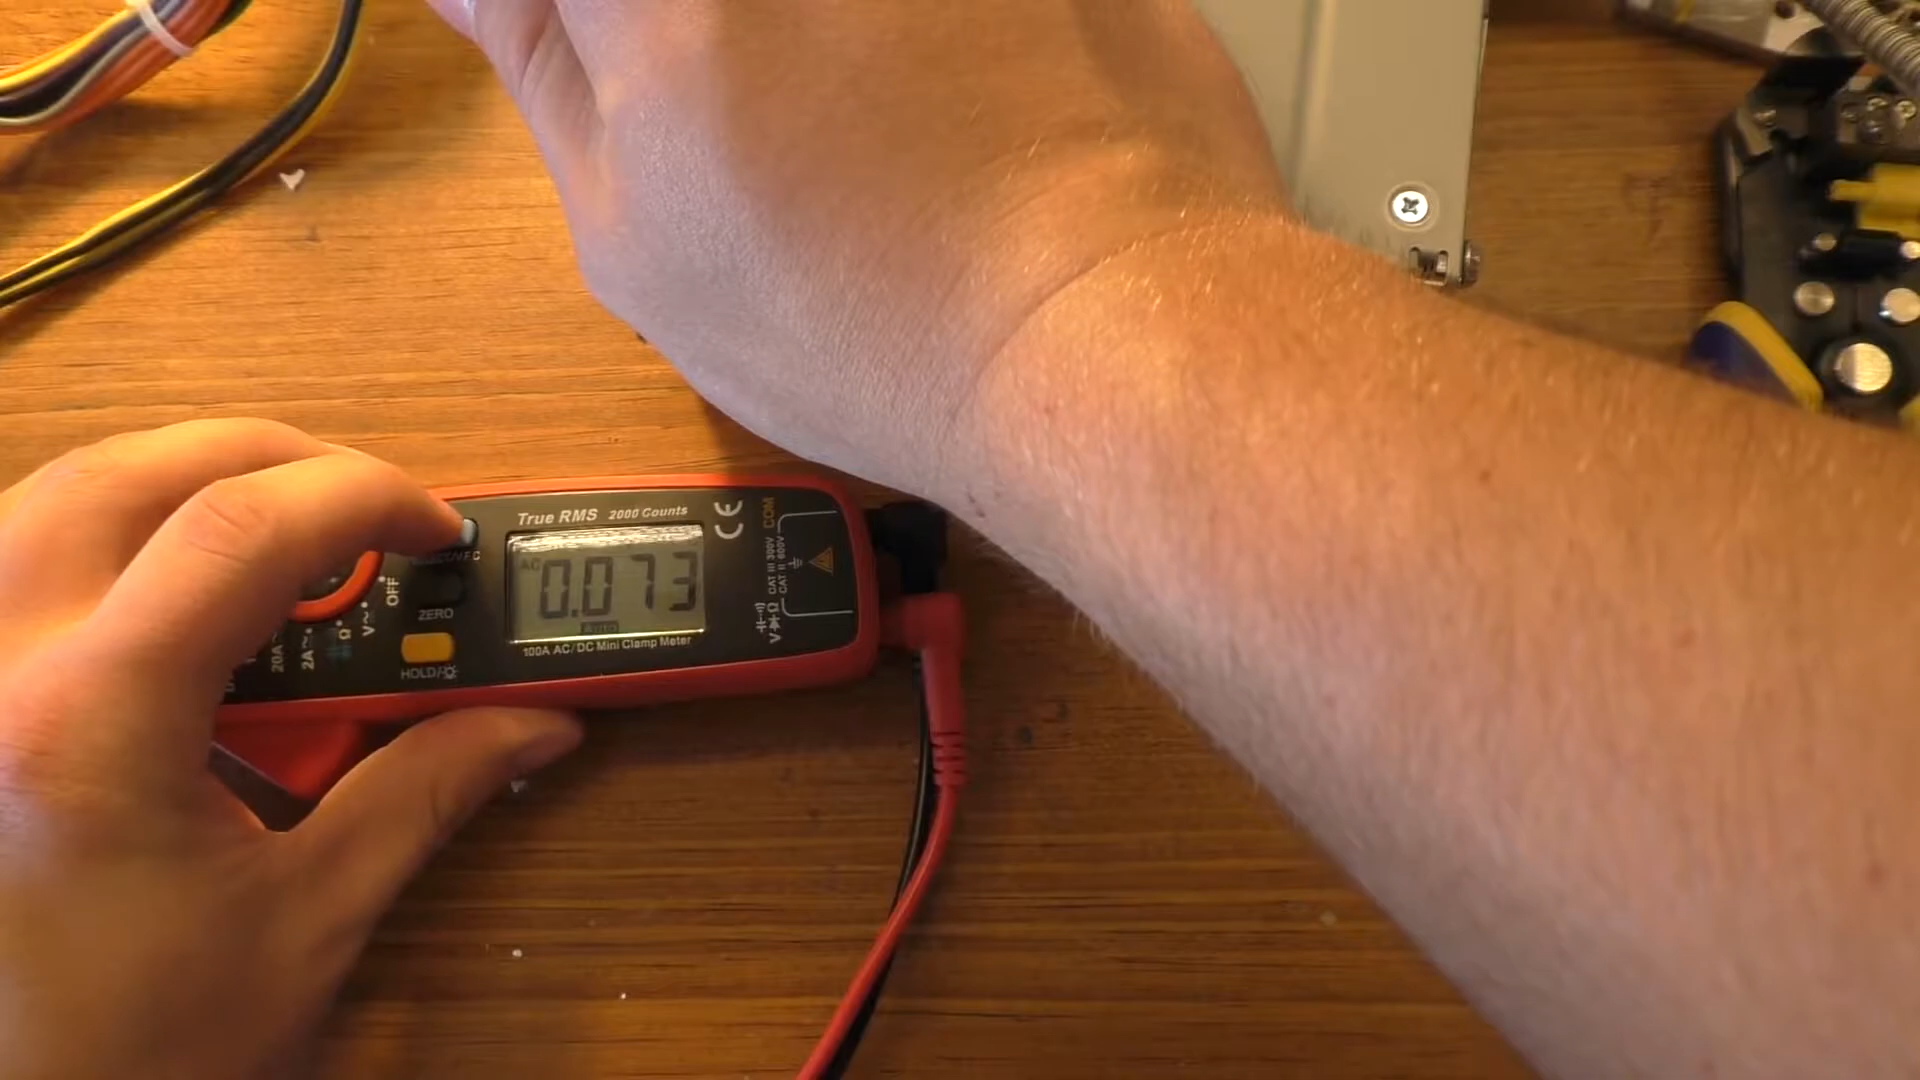 True RMS 2000 Counts
AC
0.073
Auto
100A AC/DC Mini Clamp Meter
OFF
V~
Ω
2A~
20A~
ZERO
HOLD/
CE
COM
CAT III 300V
CAT II 600V
VΩ